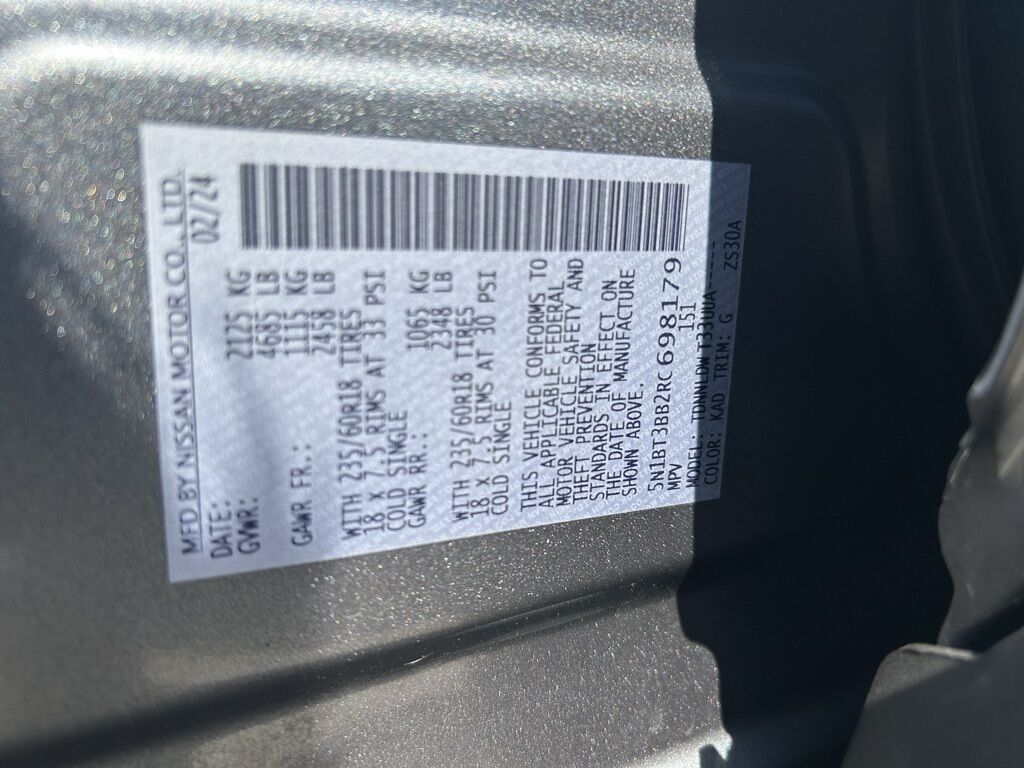 MFD BY NISSAN MOTOR CO., LTD.
DATE: 02/24
GVWR: 2125 KG
4685 LB
GAWR FR.: 1115 KG
2458 LB
WITH 235/60R18 TIRES
18 X 7.5 RIMS AT 33 PSI
COLD SINGLE
GAWR RR.: 1065 KG
2348 LB
WITH 235/60R18 TIRES
18 X 7.5 RIMS AT 30 PSI
COLD SINGLE
THIS VEHICLE CONFORMS TO
ALL APPLICABLE FEDERAL
MOTOR VEHICLE SAFETY AND
THEFT PREVENTION
STANDARDS IN EFFECT ON
THE DATE OF MANUFACTURE
SHOWN ABOVE.
5N1BT3BB2RC698179
MPV 151
MODEL: TDNNLDW T33UUA-----
COLOR: KAD TRIM: G ZS30A